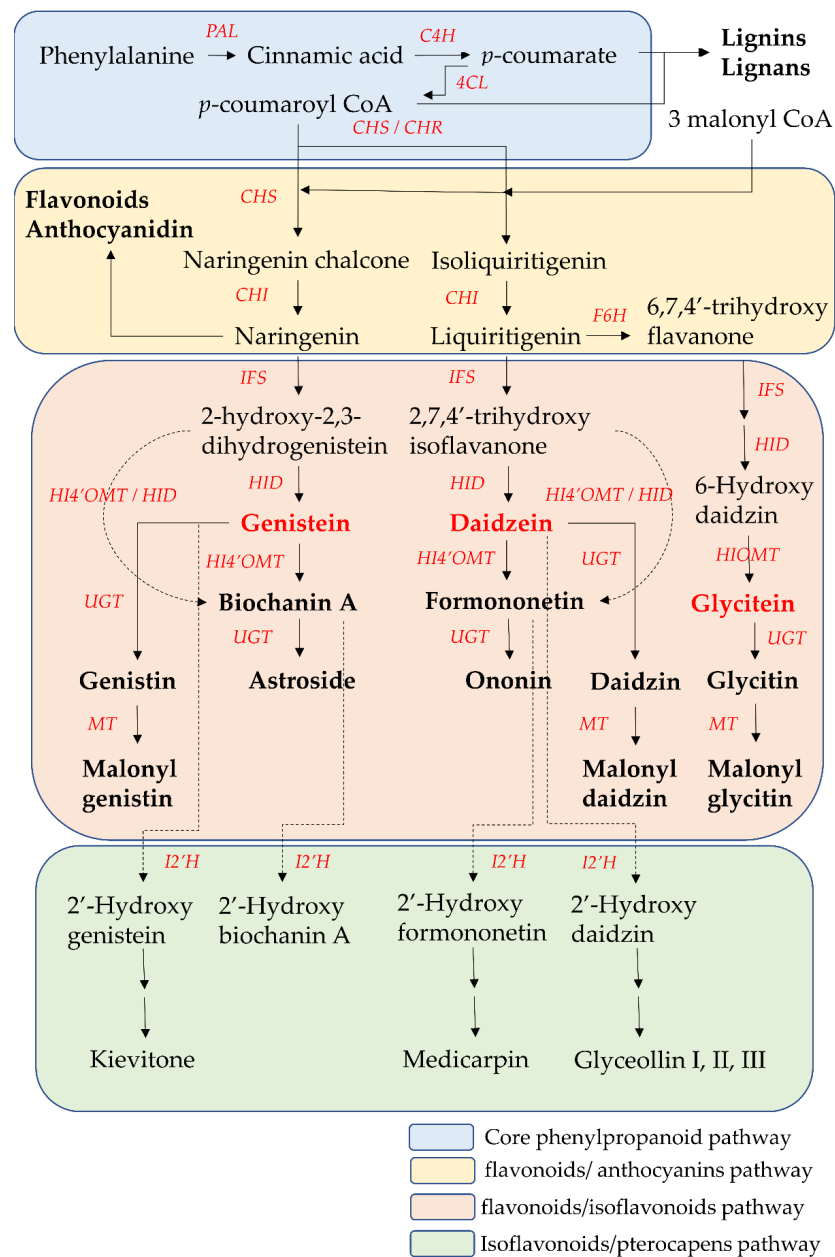 PAL
C4H
Phenylalanine
Cinnamic acid
p-coumarate
Lignins
Lignans
4CL
p-coumaroyl CoA
3 malonyl CoA
CHS / CHR
Flavonoids
Anthocyanidin
CHS
Naringenin chalcone
Isoliquiritigenin
CHI
CHI
F6H
6,7,4’-trihydroxy
flavanone
Naringenin
Liquiritigenin
IFS
IFS
IFS
2-hydroxy-2,3-
dihydrogenistein
2,7,4’-trihydroxy
isoflavanone
HID
HID
HID
HI4’OMT / HID
HI4’OMT / HID
6-Hydroxy
daidzin
Genistein
Daidzein
HI4’OMT
HI4’OMT
UGT
HIOMT
UGT
Biochanin A
Formononetin
Glycitein
UGT
UGT
UGT
Genistin
Astroside
Ononin
Daidzin
Glycitin
MT
MT
MT
Malonyl
genistin
Malonyl
daidzin
Malonyl
glycitin
I2’H
I2’H
I2’H
I2’H
2’-Hydroxy
genistein
2’-Hydroxy
biochanin A
2’-Hydroxy
formononetin
2’-Hydroxy
daidzin
Kievitone
Medicarpin
Glyceollin I, II, III
Core phenylpropanoid pathway
flavonoids/ anthocyanins pathway
flavonoids/isoflavonoids pathway
Isoflavonoids/pterocapens pathway